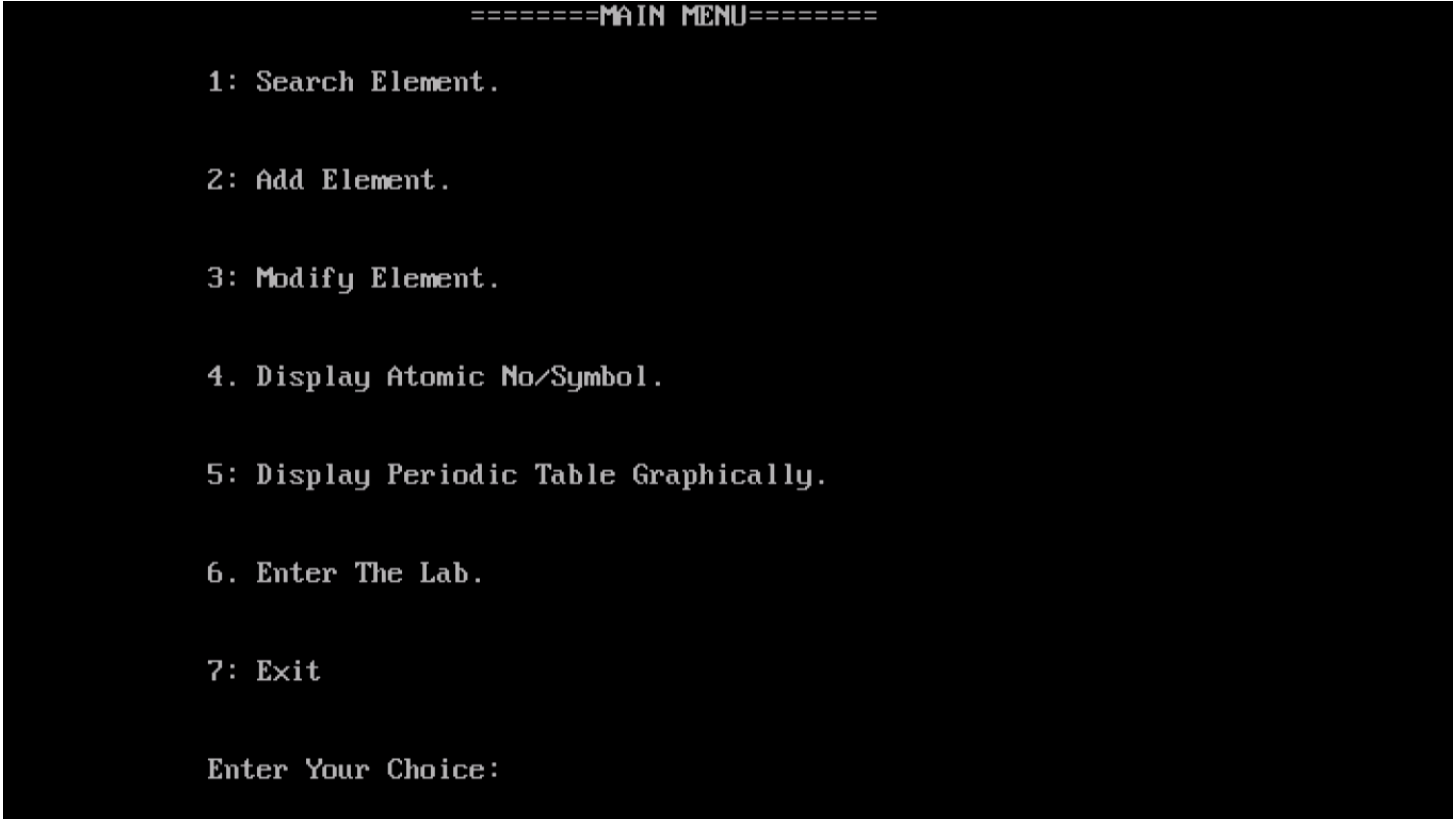 ========MAIN MENU========
1: Search Element.
2: Add Element.
3: Modify Element.
4. Display Atomic No/Symbol.
5: Display Periodic Table Graphically.
6. Enter The Lab.
7: Exit
Enter Your Choice: